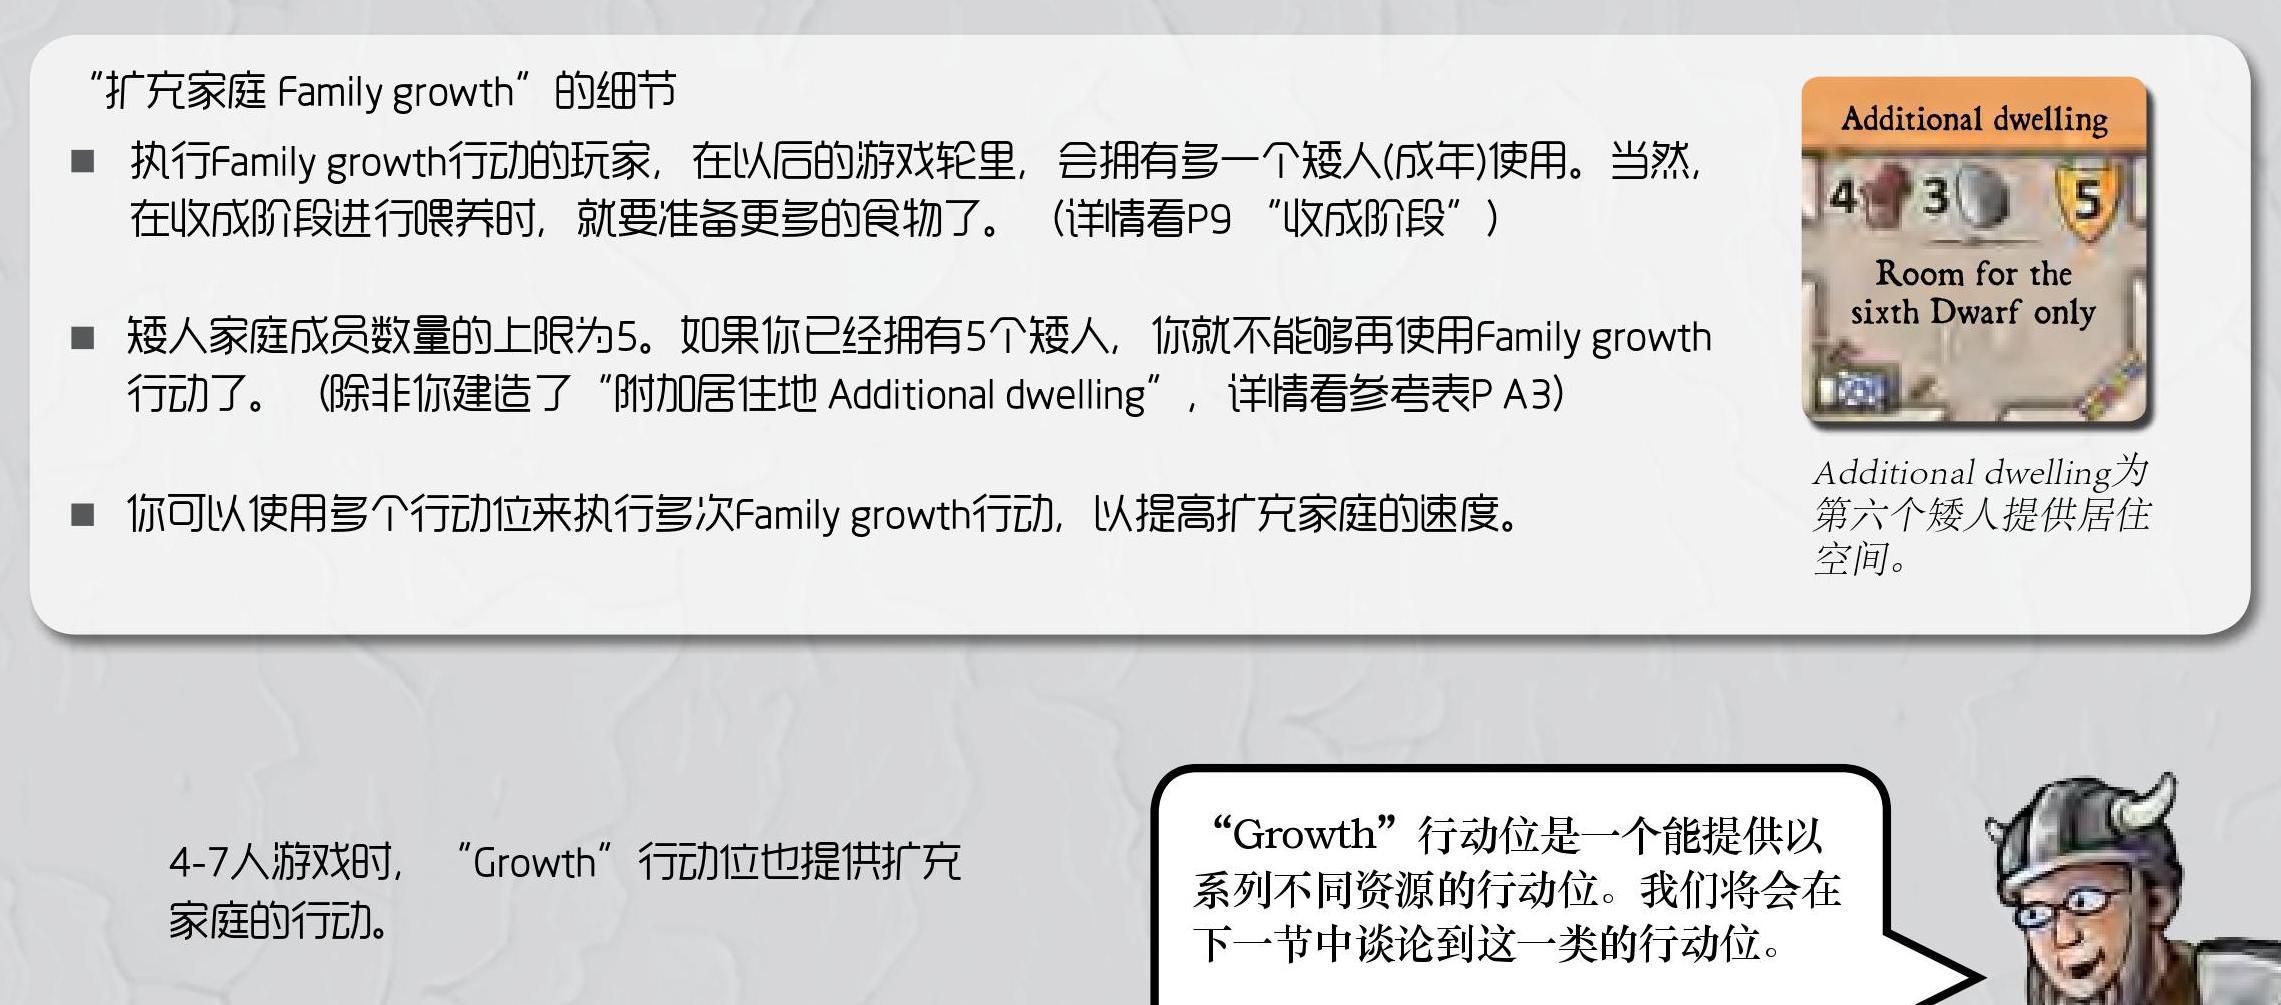 “扩充家庭 Family growth”的细节
■ 执行Family growth行动的玩家，在以后的游戏轮里，会拥有多一个矮人(成年)使用。当然，
在收成阶段进行喂养时，就要准备更多的食物了。（详情看P9 “收成阶段”）
■ 矮人家庭成员数量的上限为5。如果你已经拥有5个矮人，你就不能够再使用Family growth
行动了。（除非你建造了“附加居住地 Additional dwelling”，详情看参考表P A3）
■ 你可以使用多个行动位来执行多次Family growth行动，以提高扩充家庭的速度。
Additional dwelling
4 3 5
Room for the
sixth Dwarf only
Additional dwelling为
第六个矮人提供居住
空间。
4-7人游戏时，“Growth”行动位也提供扩充
家庭的行动。
“Growth”行动位是一个能提供以
系列不同资源的行动位。我们将会在
下一节中谈论到这一类的行动位。